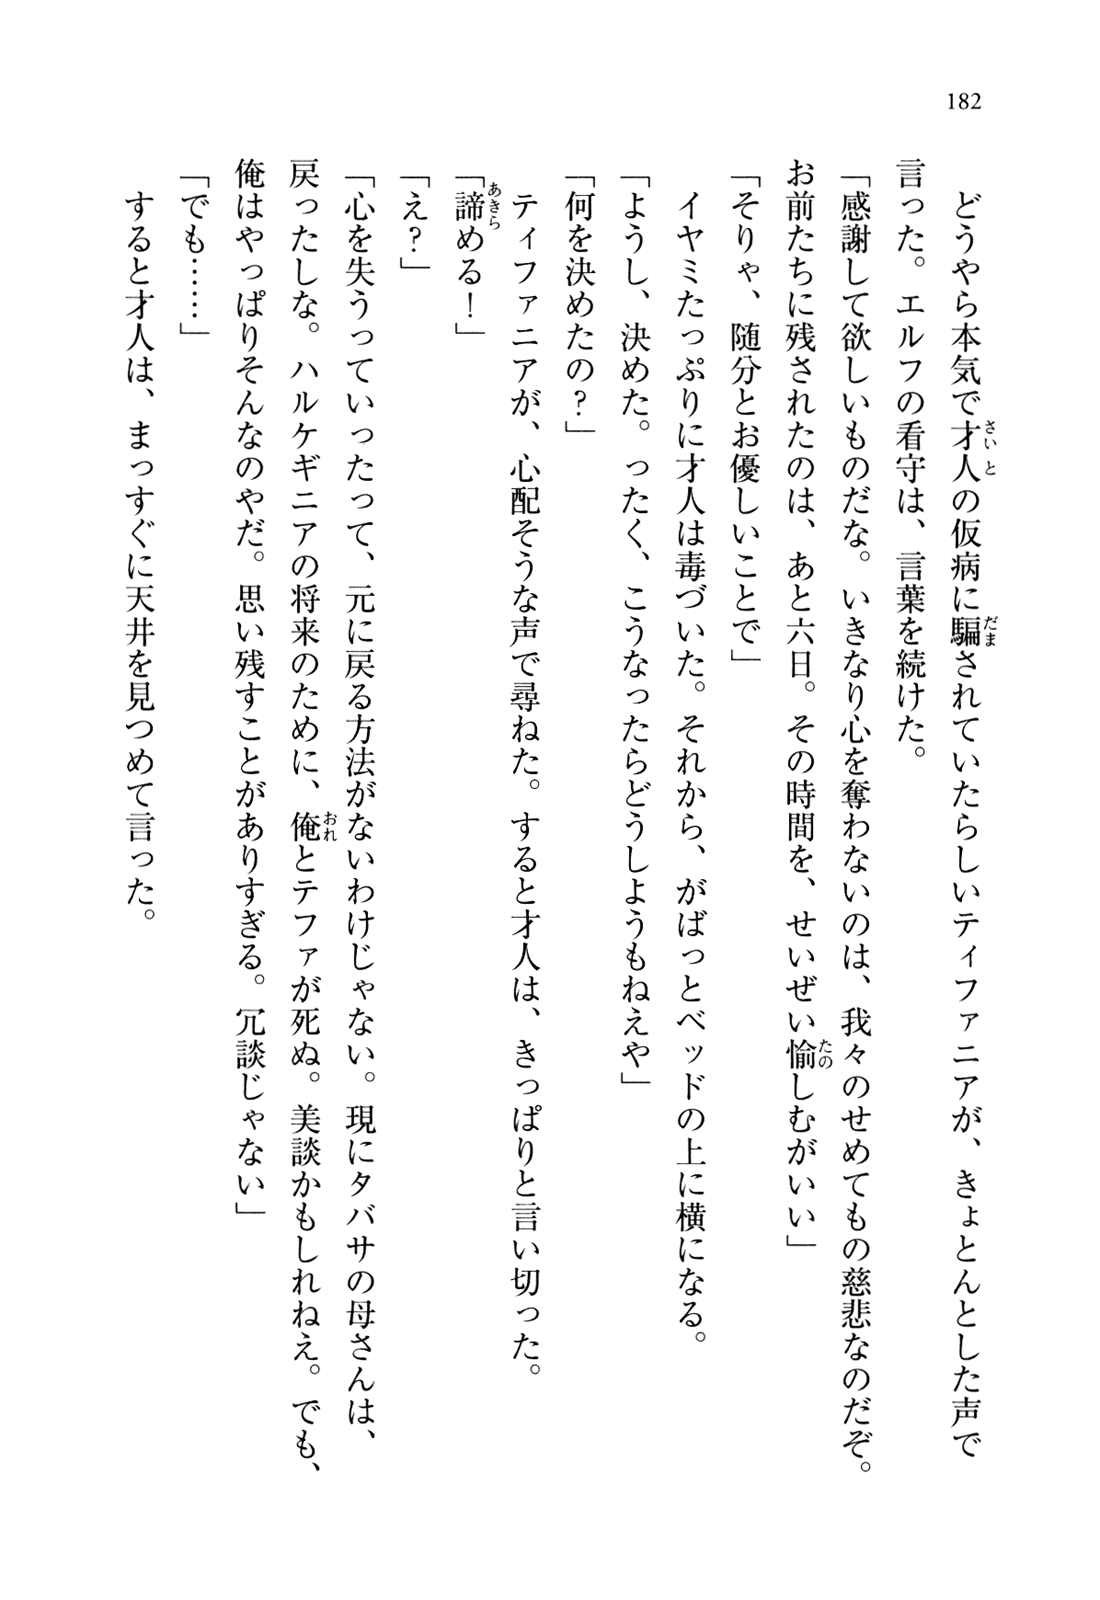 182
どうやら本気で才人の仮病に騙されていたらしいティファニアが、きょとんとした声で
言った。エルフの看守は、言葉を続けた。
「感謝して欲しいものだな。いきなり心を奪わないのは、我々のせめてもの慈悲なのだぞ。
お前たちに残されたのは、あと六日。その時間を、せいぜい愉しむがいい」
「そりゃ、随分とお優しいことで」
イヤミたっぷりに才人は毒づいた。それから、がばっとベッドの上に横になる。
「ようし、決めた。ったく、こうなったらどうしようもねえや」
「何を決めたの？」
ティファニアが、心配そうな声で尋ねた。すると才人は、きっぱりと言い切った。
「諦める！」
「え？」
「心を失うっていったって、元に戻る方法がないわけじゃない。現にタバサの母さんは、
戻ったしな。ハルケギニアの将来のために、俺とテファが死ぬ。美談かもしれねえ。でも、
俺はやっぱりそんなのやだ。思い残すことがありすぎる。冗談じゃない」
「でも……」
すると才人は、まっすぐに天井を見つめて言った。